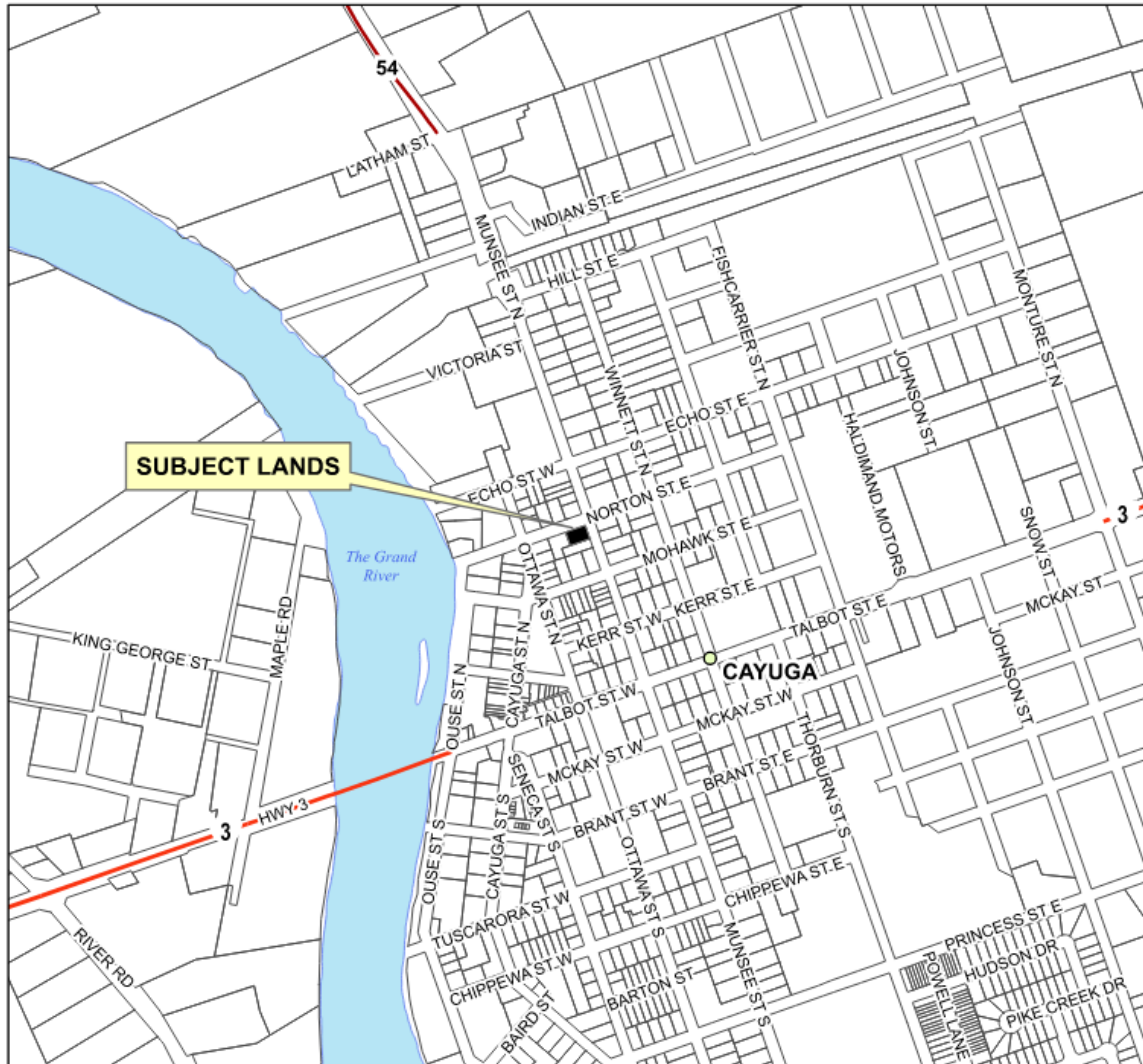 54
LATHAM ST
INDIAN ST E
MUNSEE ST N
HILL ST E
FISHCARRIER ST N
MONTURE ST N
VICTORIA ST
WINNETT ST N
JOHNSON ST
ECHO ST E
HALDIMAND MOTORS
SUBJECT LANDS
ECHO ST W
NORTON ST E
3
SNOW ST
The Grand
River
OTTAWA ST N
MOHAWK ST E
MAPLE RD
KERR ST E
MCKAY ST
TALBOT ST E
KING GEORGE ST
KERR ST W
CAYUGA ST N
JOHNSON ST
CAYUGA
OUSE ST N
TALBOT ST W
MCKAY ST W
THORBURN ST S
MCKAY ST W
BRANT ST E
SENECA ST S
HWY 3
3
BRANT ST W
OUSE ST S
CAYUGA ST S
OTTAWA ST S
CHIPPEWA ST E
TUSCARORA ST W
PRINCESS ST E
RIVER RD
MUNSEE ST S
HUDSON DR
CHIPPEWA ST W
BARTON ST
POWELL LANE
PIKE CREEK DR
BAIRD ST